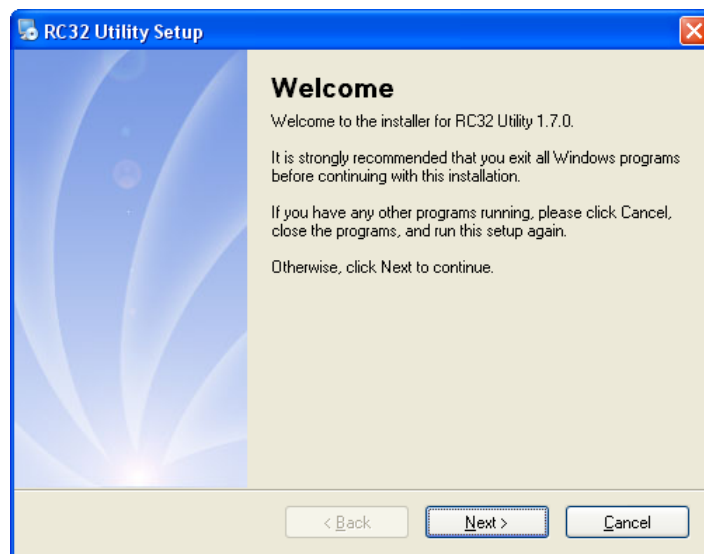 RC32 Utility Setup
Welcome
Welcome to the installer for RC32 Utility 1.7.0.
It is strongly recommended that you exit all Windows programs
before continuing with this installation.
If you have any other programs running, please click Cancel,
close the programs, and run this setup again.
Otherwise, click Next to continue.
< Back
Next >
Cancel